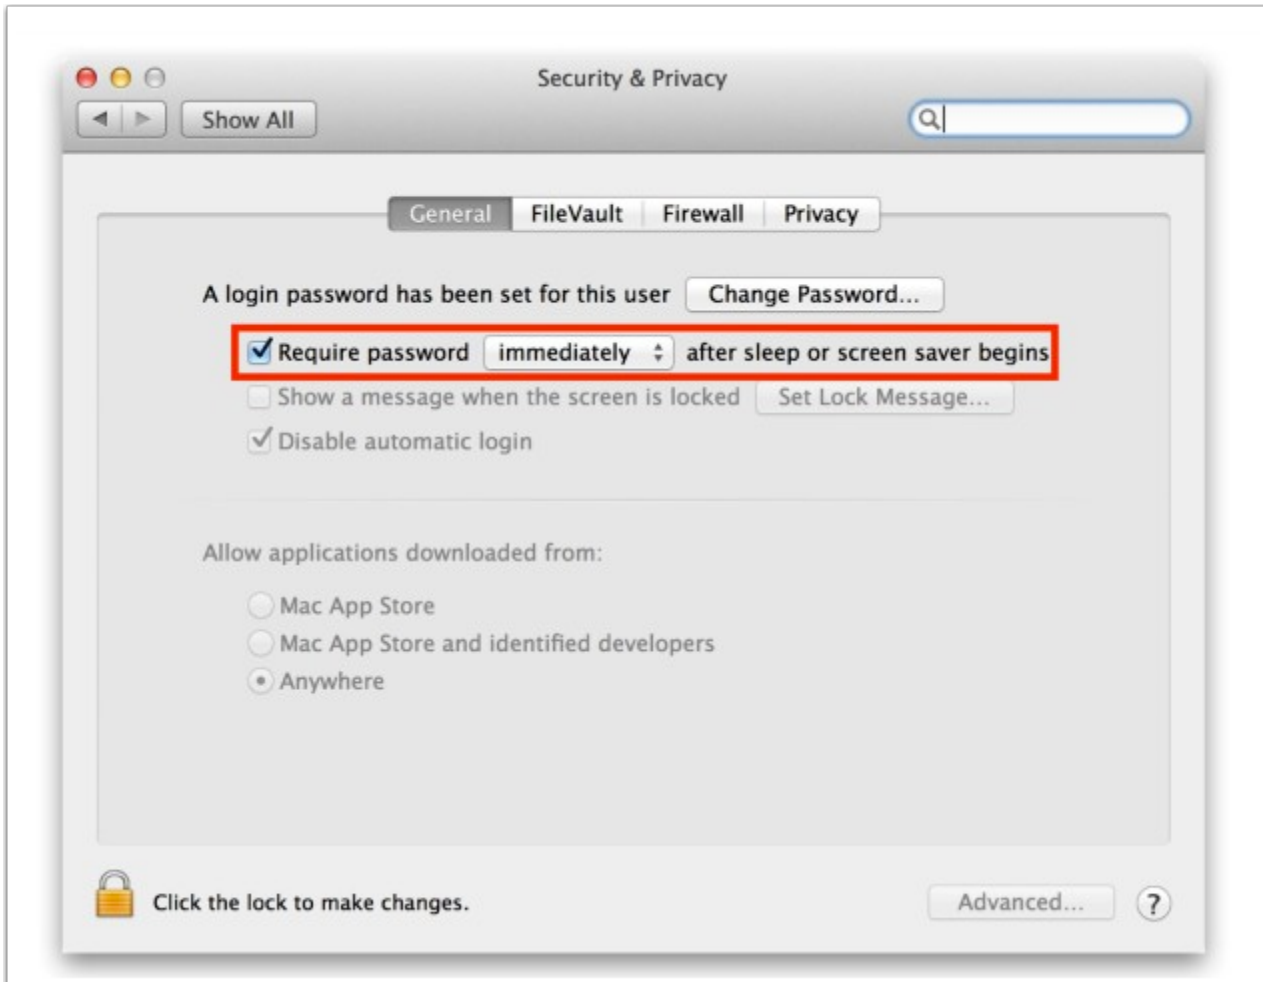 Security & Privacy
Show All
General FileVault Firewall Privacy
A login password has been set for this user Change Password...
Require password immediately after sleep or screen saver begins
Show a message when the screen is locked Set Lock Message...
Disable automatic login
Allow applications downloaded from:
Mac App Store
Mac App Store and identified developers
Anywhere
Click the lock to make changes. Advanced... ?